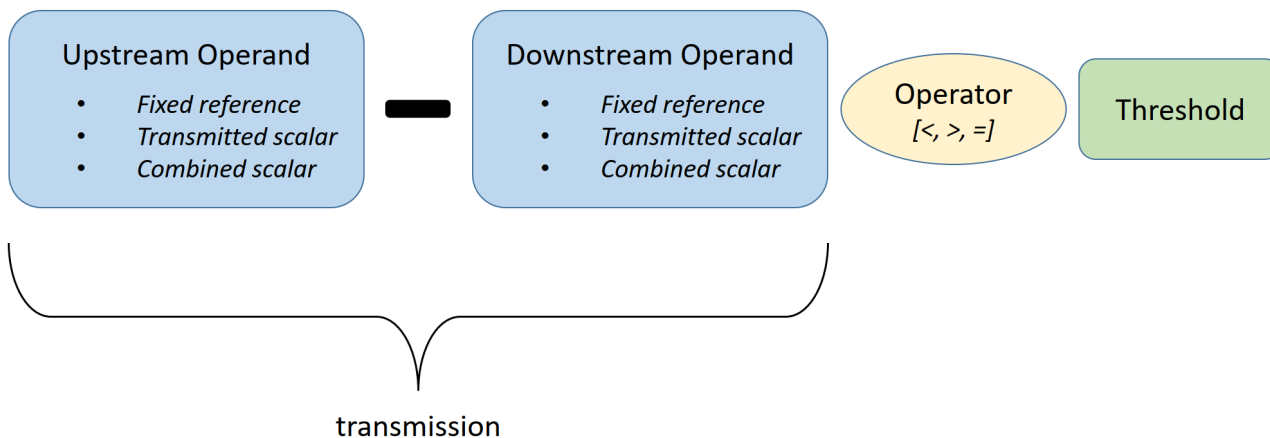 Upstream Operand
• Fixed reference
• Transmitted scalar
• Combined scalar
Downstream Operand
• Fixed reference
• Transmitted scalar
• Combined scalar
Operator
[<, >, =]
Threshold
transmission